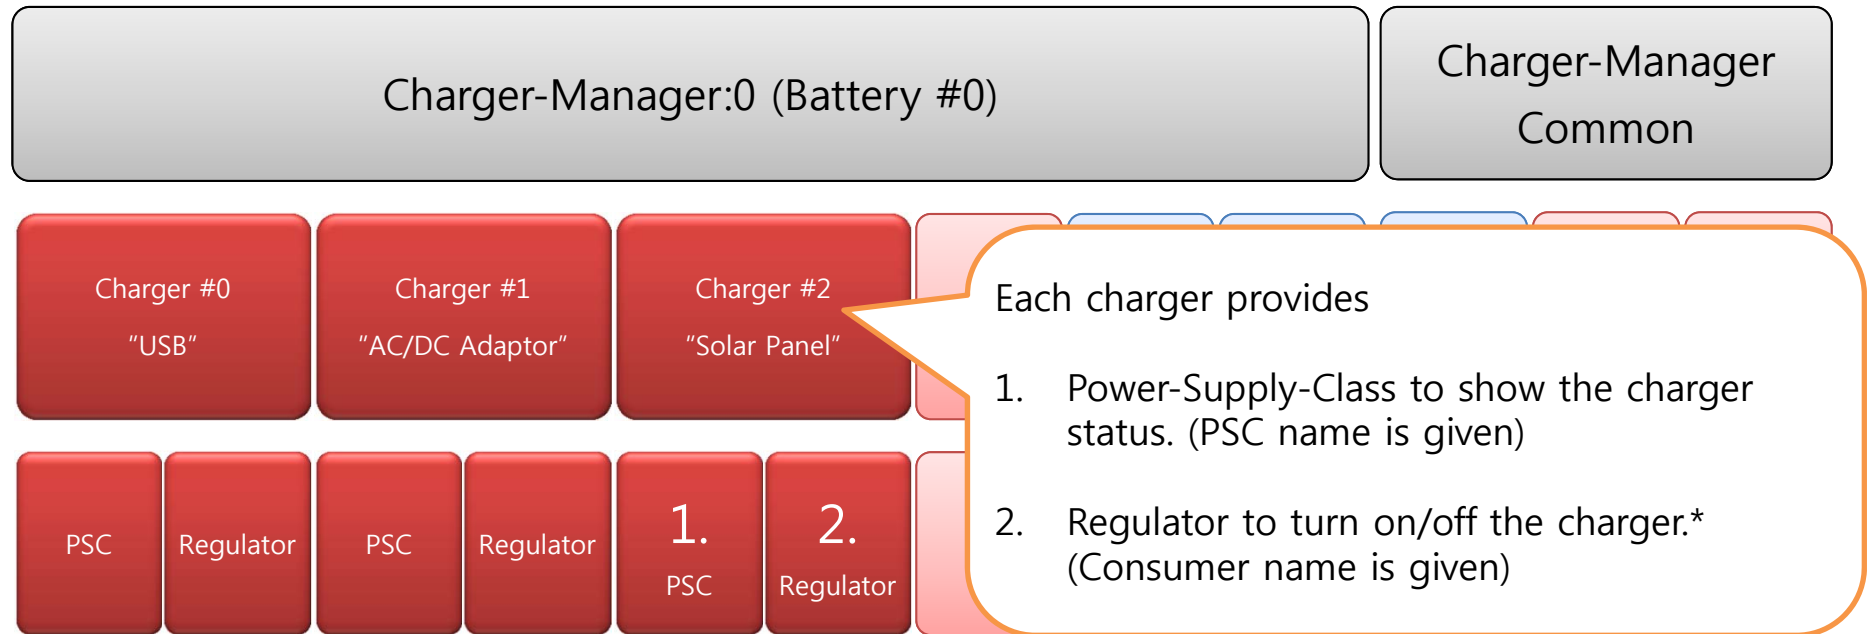 Charger-Manager:0 (Battery #0)
Charger-Manager
Common
Charger #0
"USB"
Charger #1
"AC/DC Adaptor"
Charger #2
"Solar Panel"
Each charger provides
1. Power-Supply-Class to show the charger
status. (PSC name is given)
2. Regulator to turn on/off the charger.*
(Consumer name is given)
PSC
Regulator
PSC
Regulator
1.
PSC
2.
Regulator